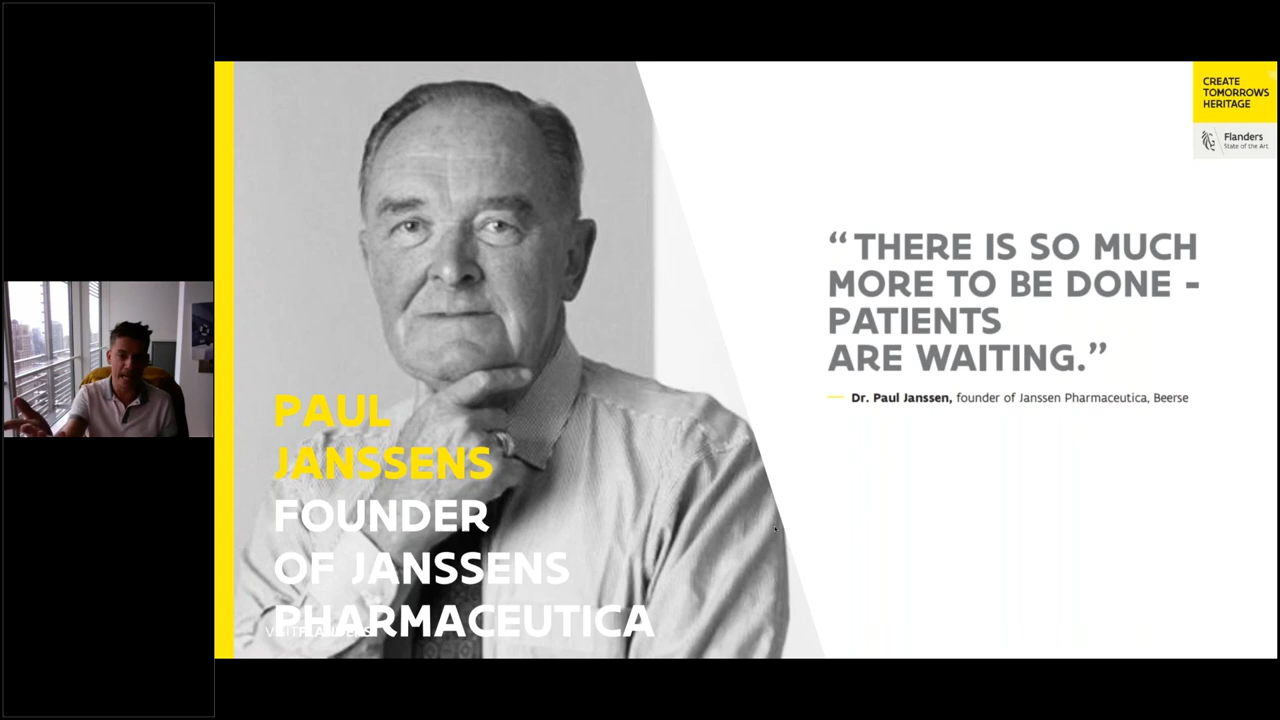 CREATE
TOMORROWS
HERITAGE
Flanders
State of the Art
“ THERE IS SO MUCH
MORE TO BE DONE -
PATIENTS
ARE WAITING.”
Dr. Paul Janssen, founder of Janssen Pharmaceutica, Beerse
PAUL
JANSSENS
FOUNDER
OF JANSSENS
PHARMACEUTICA
VISITFLANDERS